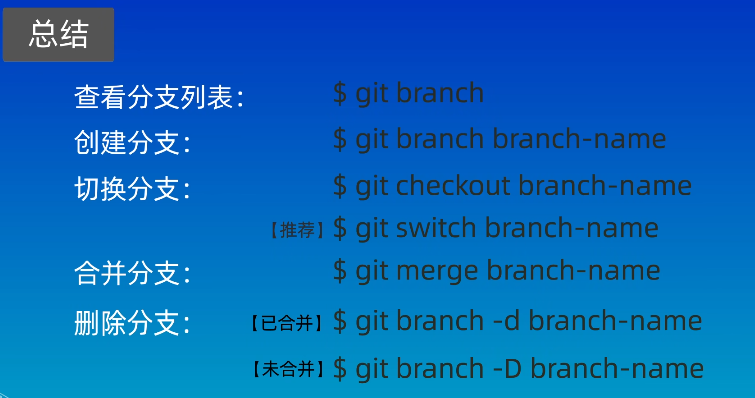 总结
查看分支列表： $ git branch
创建分支： $ git branch branch-name
切换分支： $ git checkout branch-name
【推荐】 $ git switch branch-name
合并分支： $ git merge branch-name
删除分支： 【已合并】 $ git branch -d branch-name
【未合并】 $ git branch -D branch-name